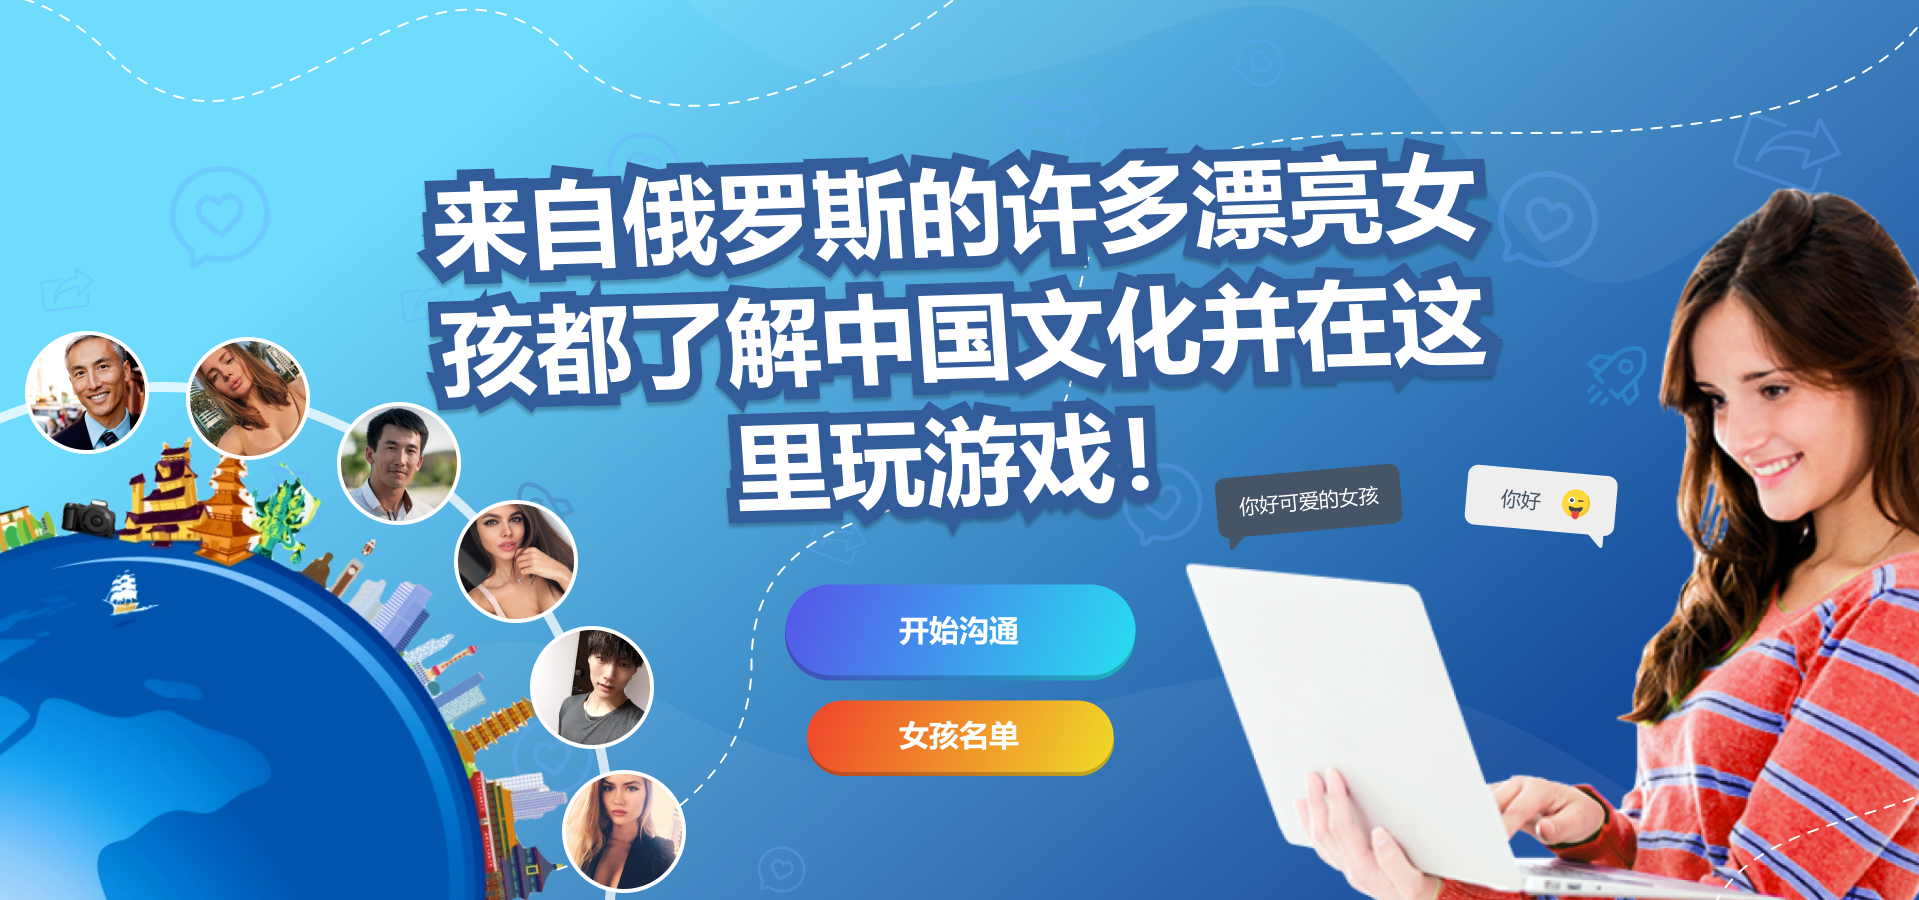 来自俄罗斯的许多漂亮女
孩都了解中国文化并在这
里玩游戏！
你好可爱的女孩
你好
开始沟通
女孩名单